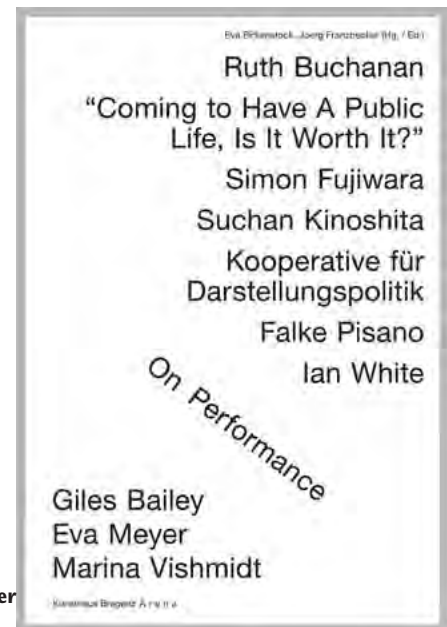 Eva Birkenstock, Joerg Franzbecker (Hg. / Ed.)
Ruth Buchanan
“Coming to Have A Public
Life, Is It Worth It?”
Simon Fujiwara
Suchan Kinoshita
Kooperative für
Darstellungspolitik
Falke Pisano
Ian White
On Performance
Giles Bailey
Eva Meyer
Marina Vishmidt
er
Kunsthaus Bregenz Arena